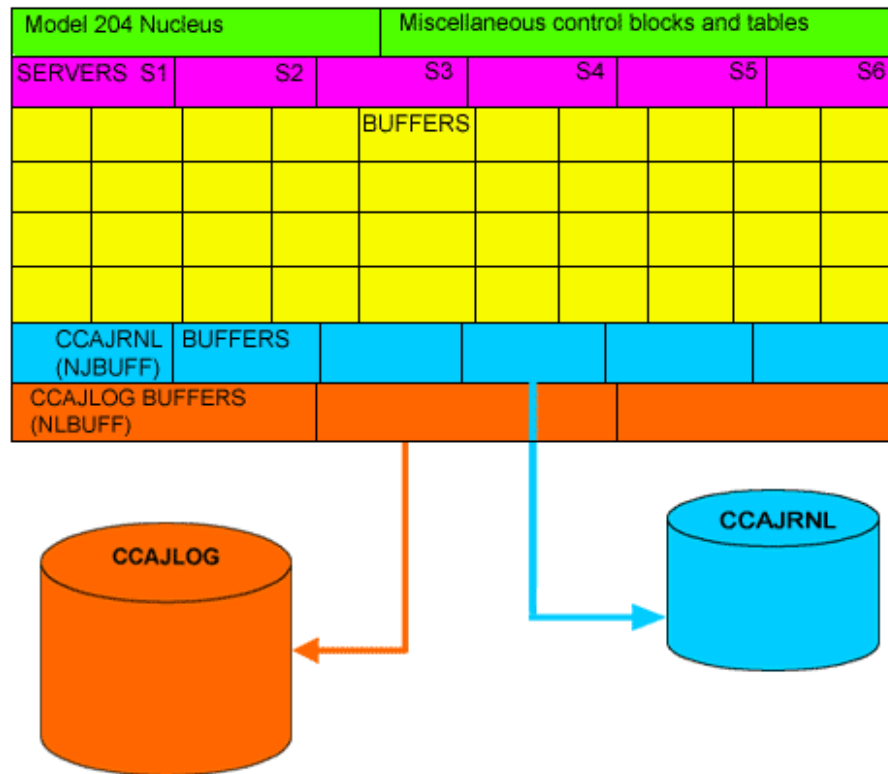 Model 204 Nucleus
Miscellaneous control blocks and tables
SERVERS S1
S2
S3
S4
S5
S6
BUFFERS
CCAJRNL
(NJBUFF)
BUFFERS
CCAJLOG BUFFERS
(NLBUFF)
CCAJLOG
CCAJRNL